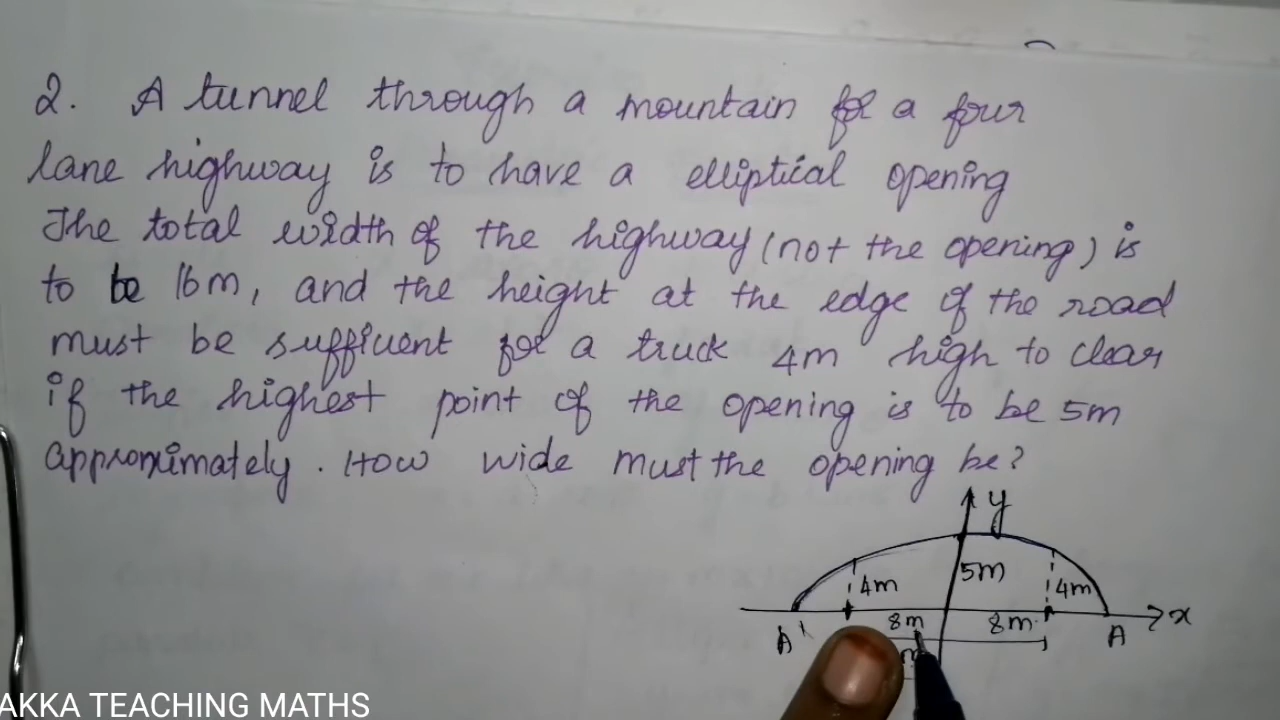 2. A tunnel through a mountain for a four
lane highway is to have a elliptical opening
The total width of the highway (not the opening) is
to be 16m, and the height at the edge of the road
must be suffiuent for a truck 4m high to clear
if the highest point of the opening is to be 5m
approximately. How wide must the opening be?
y
4m 5m 4m
8m 8m x
A' A
m
AKKA TEACHING MATHS